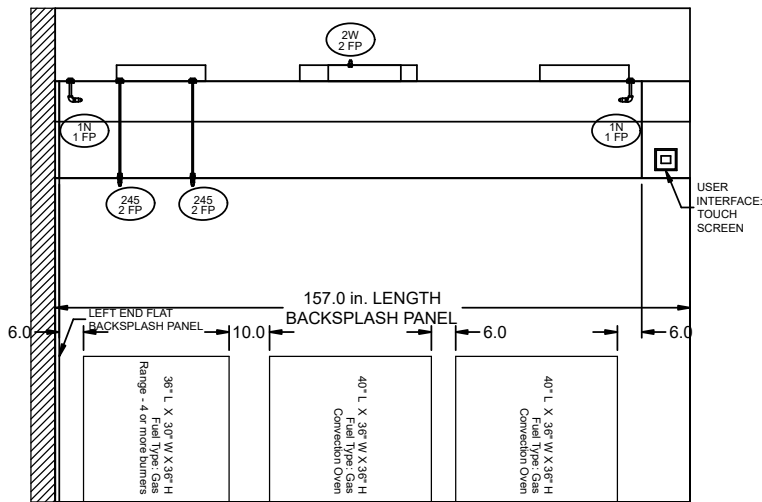 2W
2 FP
1N
1 FP
1N
1 FP
245
2 FP
245
2 FP
USER
INTERFACE:
TOUCH
SCREEN
157.0 in. LENGTH
BACKSPLASH PANEL
LEFT END FLAT
BACKSPLASH PANEL
6.0
10.0
6.0
6.0
36" L X 30" W X 36" H
Fuel Type: Gas
Range - 4 or more burners
40" L X 36" W X 36" H
Fuel Type: Gas
Convection Oven
40" L X 36" W X 36" H
Fuel Type: Gas
Convection Oven